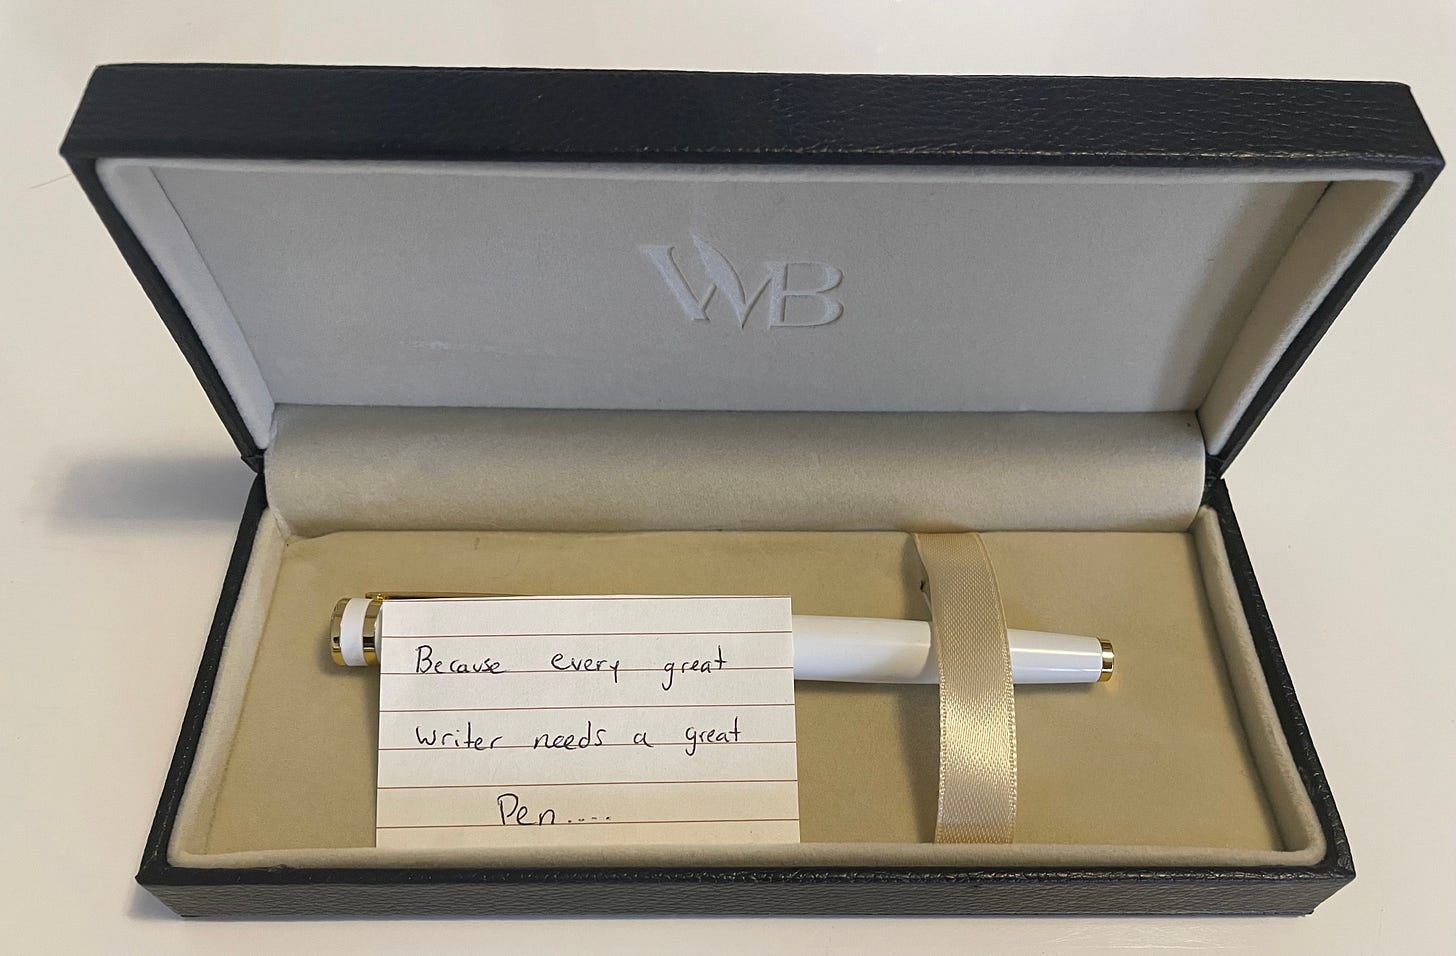 WB
Because every great
writer needs a great
Pen.....